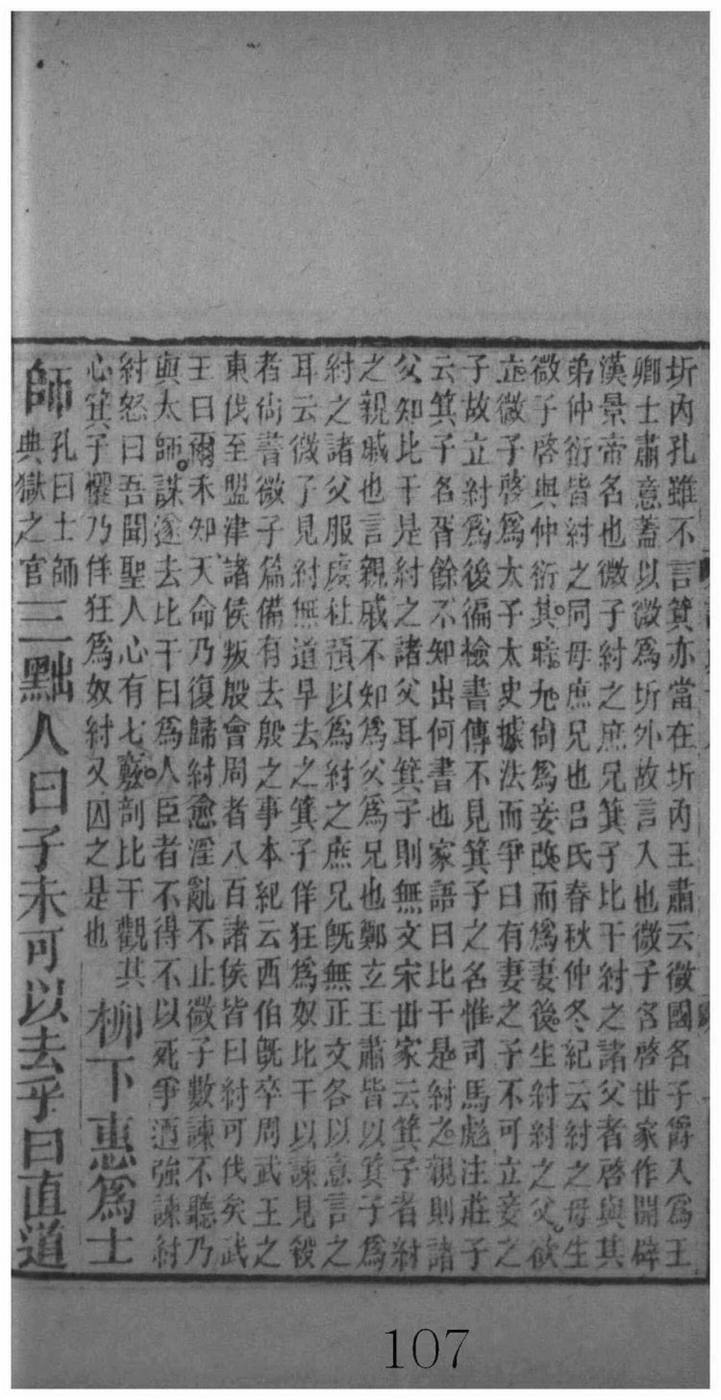 圻內孔雖不言箕亦當在圻內王肅云微國名子爵入為王
卿士肅意蓋以微為圻外故言入也微子名啓世家作開辟
漢景帝名也微子紂之庶兄箕子比干紂之諸父者啓與其
弟仲衍皆紂之同母庶兄也呂氏春秋仲冬紀云紂之母生
微子啓與仲衍其時尚為妾改而為妻後生紂紂之父欲
立微子啓為太子太史據法而爭曰有妻之子不可立妾之
子故立紂為後徧檢書傳不見箕子之名惟司馬彪注莊子
云箕子名胥餘不知出何書也家語曰比干是紂之親則諸
父知比干是紂之諸父耳箕子則無文宋世家云箕子者紂
之親戚也言親戚不知為父為兄也鄭玄王肅皆以箕子為
紂之諸父服虔杜預以為紂之庶兄旣無正文各以意言之
耳云微子見紂無道早去之箕子佯狂為奴比干以諫見殺
者尚書微子篇備有去殷之事本紀云西伯旣卒周武王之
東伐至盟津諸侯叛殷會周者八百諸侯皆曰紂可伐矣武
王曰爾未知天命乃復歸紂愈淫亂不止微子數諫不聽乃
與太師謀遂去比干曰為人臣者不得不以死爭迺強諫紂
紂怒曰吾聞聖人心有七竅剖比干觀其
心箕子懼乃佯狂為奴紂又囚之是也
柳下惠為士
師
孔曰士師
典獄之官
三黜人曰子未可以去乎曰直道
107